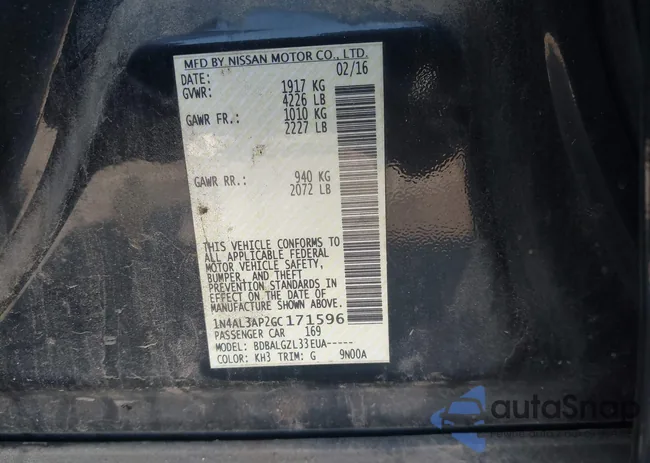 MFD BY NISSAN MOTOR CO., LTD.
DATE: 02/16
GVWR: 1917 KG
4226 LB
GAWR FR.: 1010 KG
2227 LB
GAWR RR.: 940 KG
2072 LB
THIS VEHICLE CONFORMS TO
ALL APPLICABLE FEDERAL
MOTOR VEHICLE SAFETY,
BUMPER, AND THEFT
PREVENTION STANDARDS IN
EFFECT ON THE DATE OF
MANUFACTURE SHOWN ABOVE.
1N4AL3AP2GC171596
PASSENGER CAR 169
MODEL: BDBALGZL33EUA-----
COLOR: KH3 TRIM: G 9N00A
autoSnap